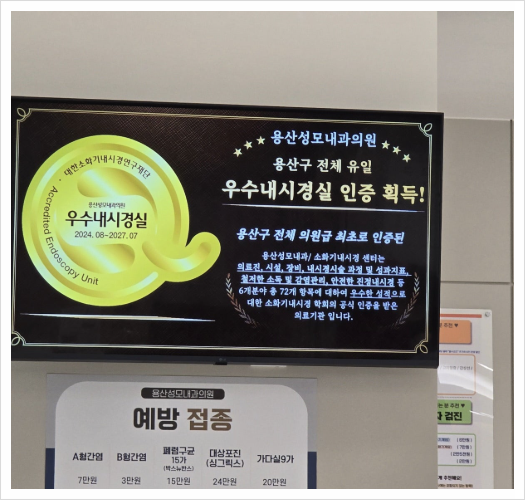 용산성모내과의원
용산구 전체 유일
우수내시경실 인증 획득!
대한소화기내시경연구재단
용산성모내과의원
우수내시경실
2024. 08~2027. 07
Accredited Endoscopy Unit
용산구 전체 의원급 최초로 인증된
용산성모내과/ 소화기내시경 센터는
의료진, 시설, 장비, 내시경시술 과정 및 성과지표,
철저한 소독 및 감염관리, 안전한 진정내시경 등
6개분야 총 72개 항목에 대하여 우수한 성적으로
대한 소화기내시경 학회의 공식 인증을 받은
의료기관 입니다.
용산성모내과의원
예방 접종
A형간염 B형간염 폐렴구균 15가 (박스뉴반스) 대상포진 (싱그릭스) 가다실9가
7만원 3만원 15만원 24만원 20만원
검진